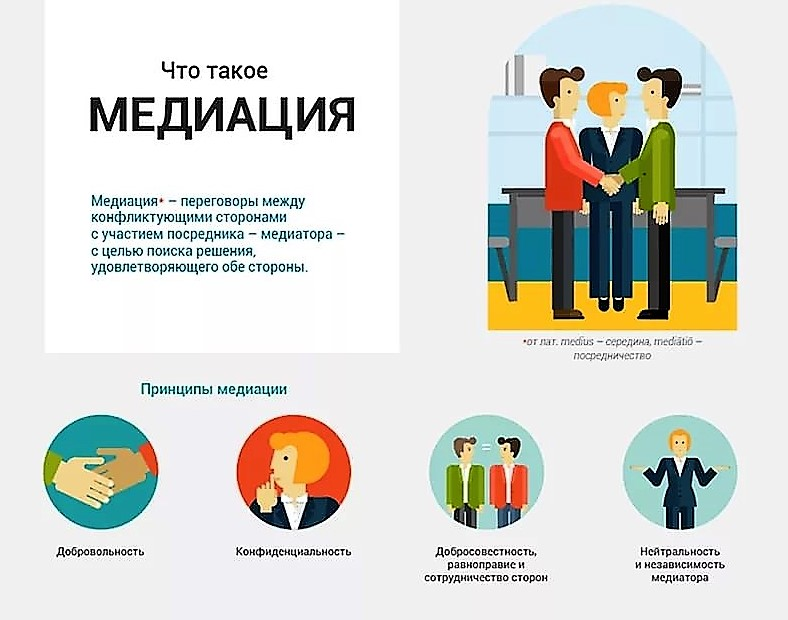 Что такое
МЕДИАЦИЯ
Медиация* – переговоры между
конфликтующими сторонами
с участием посредника – медиатора –
с целью поиска решения,
удовлетворяющего обе стороны.
*от лат. medius – середина, mediātiō –
посредничество
Принципы медиации
=
Добровольность
Конфиденциальность
Добросовестность,
равноправие и
сотрудничество сторон
Нейтральность
и независимость
медиатора